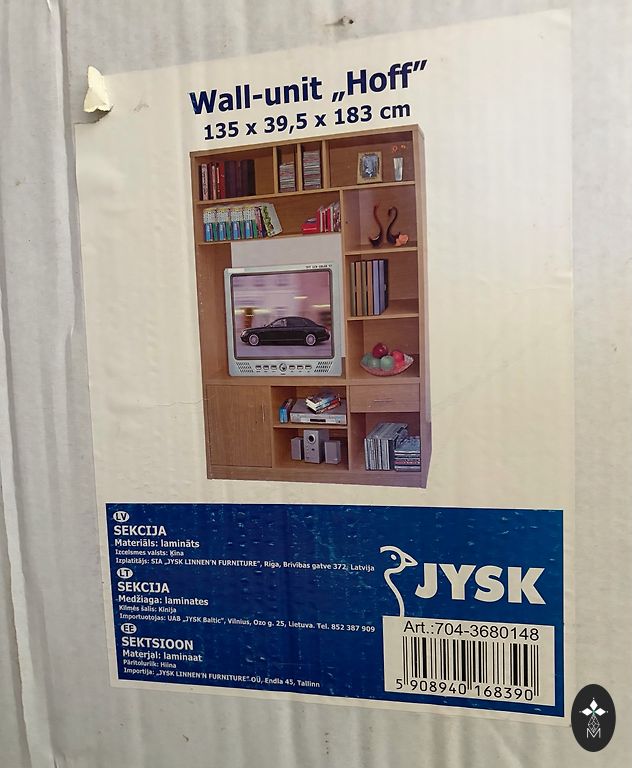 Wall-unit „Hoff”
135 x 39,5 x 183 cm
LV
SEKCIJA
Materiāls: lamināts
Izcelsmes valsts: Ķīna
Izplatītājs: SIA „JYSK LINNEN'N FURNITURE”, Rīga, Brīvības gatve 372, Latvija
LT
SEKCIJA
Medžiaga: laminates
Kilmės šalis: Kinija
Importuotojas: UAB „JYSK Baltic”, Vilnius, Ozo g. 25, Lietuva. Tel. 852 387 909
EE
SEKTSIOON
Materjal: laminaat
Päritoluriik: Hiina
Importija: „JYSK LINNEN'N FURNITURE” OÜ, Endla 45, Tallinn
JYSK
Art.:704-3680148
5 908940 168390
M